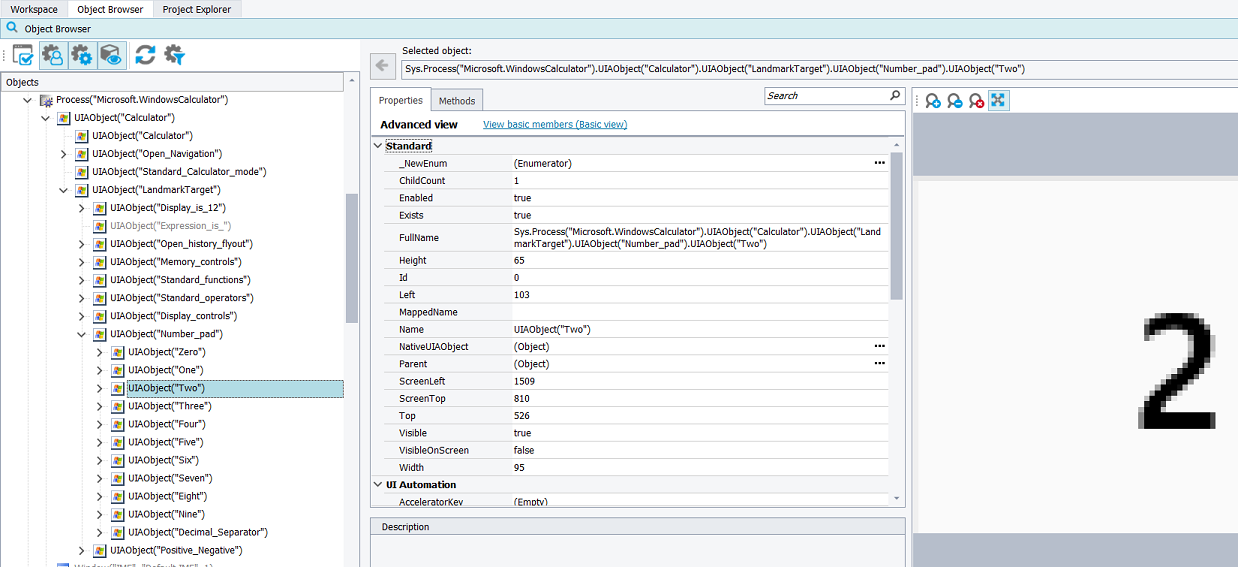 Workspace
Object Browser
Project Explorer
Object Browser
Objects
Process("Microsoft.WindowsCalculator")
UIAObject("Calculator")
UIAObject("Calculator")
UIAObject("Open_Navigation")
UIAObject("Standard_Calculator_mode")
UIAObject("LandmarkTarget")
UIAObject("Display_is_12")
UIAObject("Expression_is_")
UIAObject("Open_history_flyout")
UIAObject("Memory_controls")
UIAObject("Standard_functions")
UIAObject("Standard_operators")
UIAObject("Display_controls")
UIAObject("Number_pad")
UIAObject("Zero")
UIAObject("One")
UIAObject("Two")
UIAObject("Three")
UIAObject("Four")
UIAObject("Five")
UIAObject("Six")
UIAObject("Seven")
UIAObject("Eight")
UIAObject("Nine")
UIAObject("Decimal_Separator")
UIAObject("Positive_Negative")
Selected object:
Sys.Process("Microsoft.WindowsCalculator").UIAObject("Calculator").UIAObject("LandmarkTarget").UIAObject("Number_pad").UIAObject("Two")
Properties
Methods
Search
Advanced view
View basic members (Basic view)
Standard
_NewEnum (Enumerator)
ChildCount 1
Enabled true
Exists true
FullName Sys.Process("Microsoft.WindowsCalculator").UIAObject("Calculator").UIAObject("Land
markTarget").UIAObject("Number_pad").UIAObject("Two")
Height 65
Id 0
Left 103
MappedName
Name UIAObject("Two")
NativeUIAObject (Object)
Parent (Object)
ScreenLeft 1509
ScreenTop 810
Top 526
Visible true
VisibleOnScreen false
Width 95
UI Automation
AcceleratorKey (Empty)
Description
2